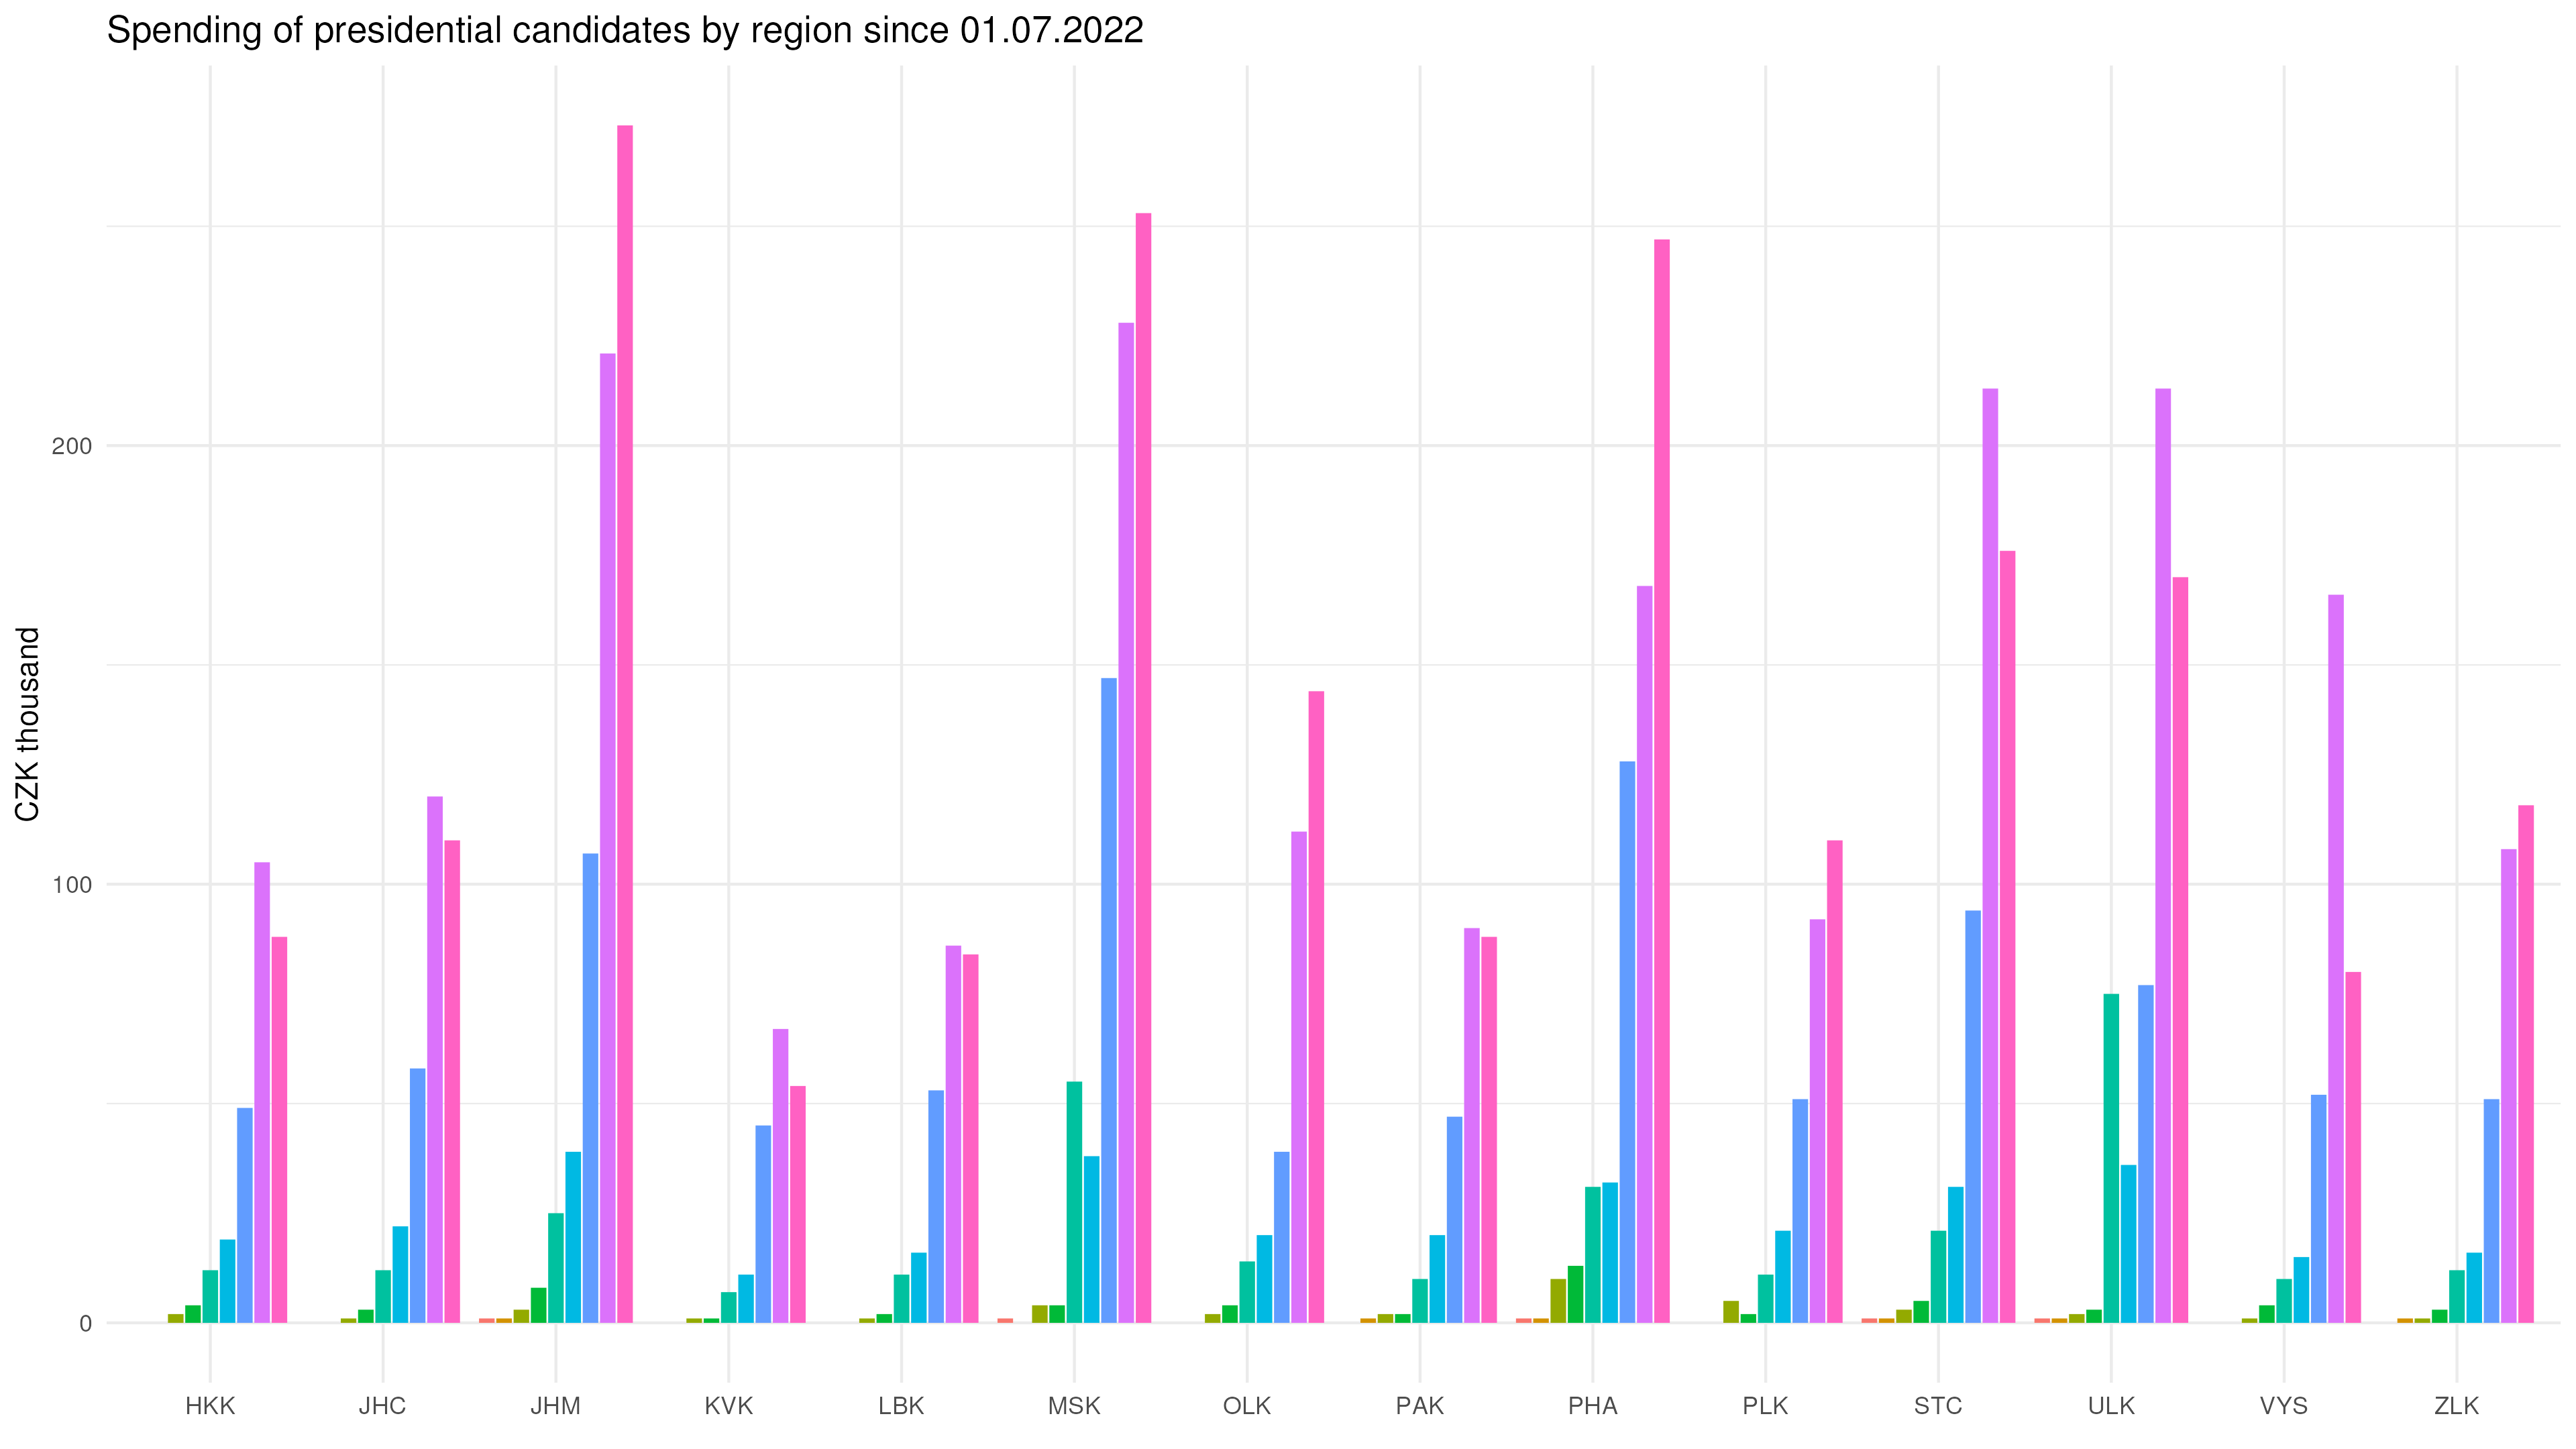 Spending of presidential candidates by region since 01.07.2022
CZK thousand
200
100
0
HKK JHC JHM KVK LBK MSK OLK PAK PHA PLK STC ULK VYS ZLK